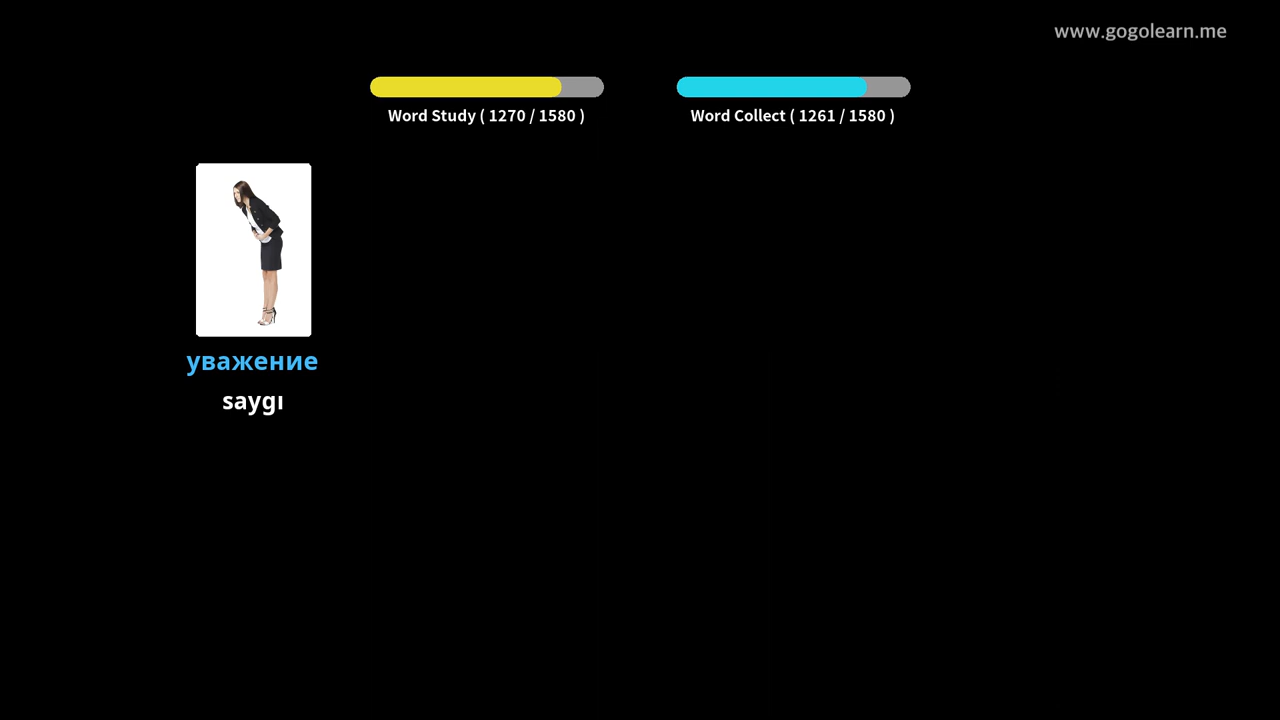 www.gogolearn.me
Word Study ( 1270 / 1580 )
Word Collect ( 1261 / 1580 )
уважение
saygı